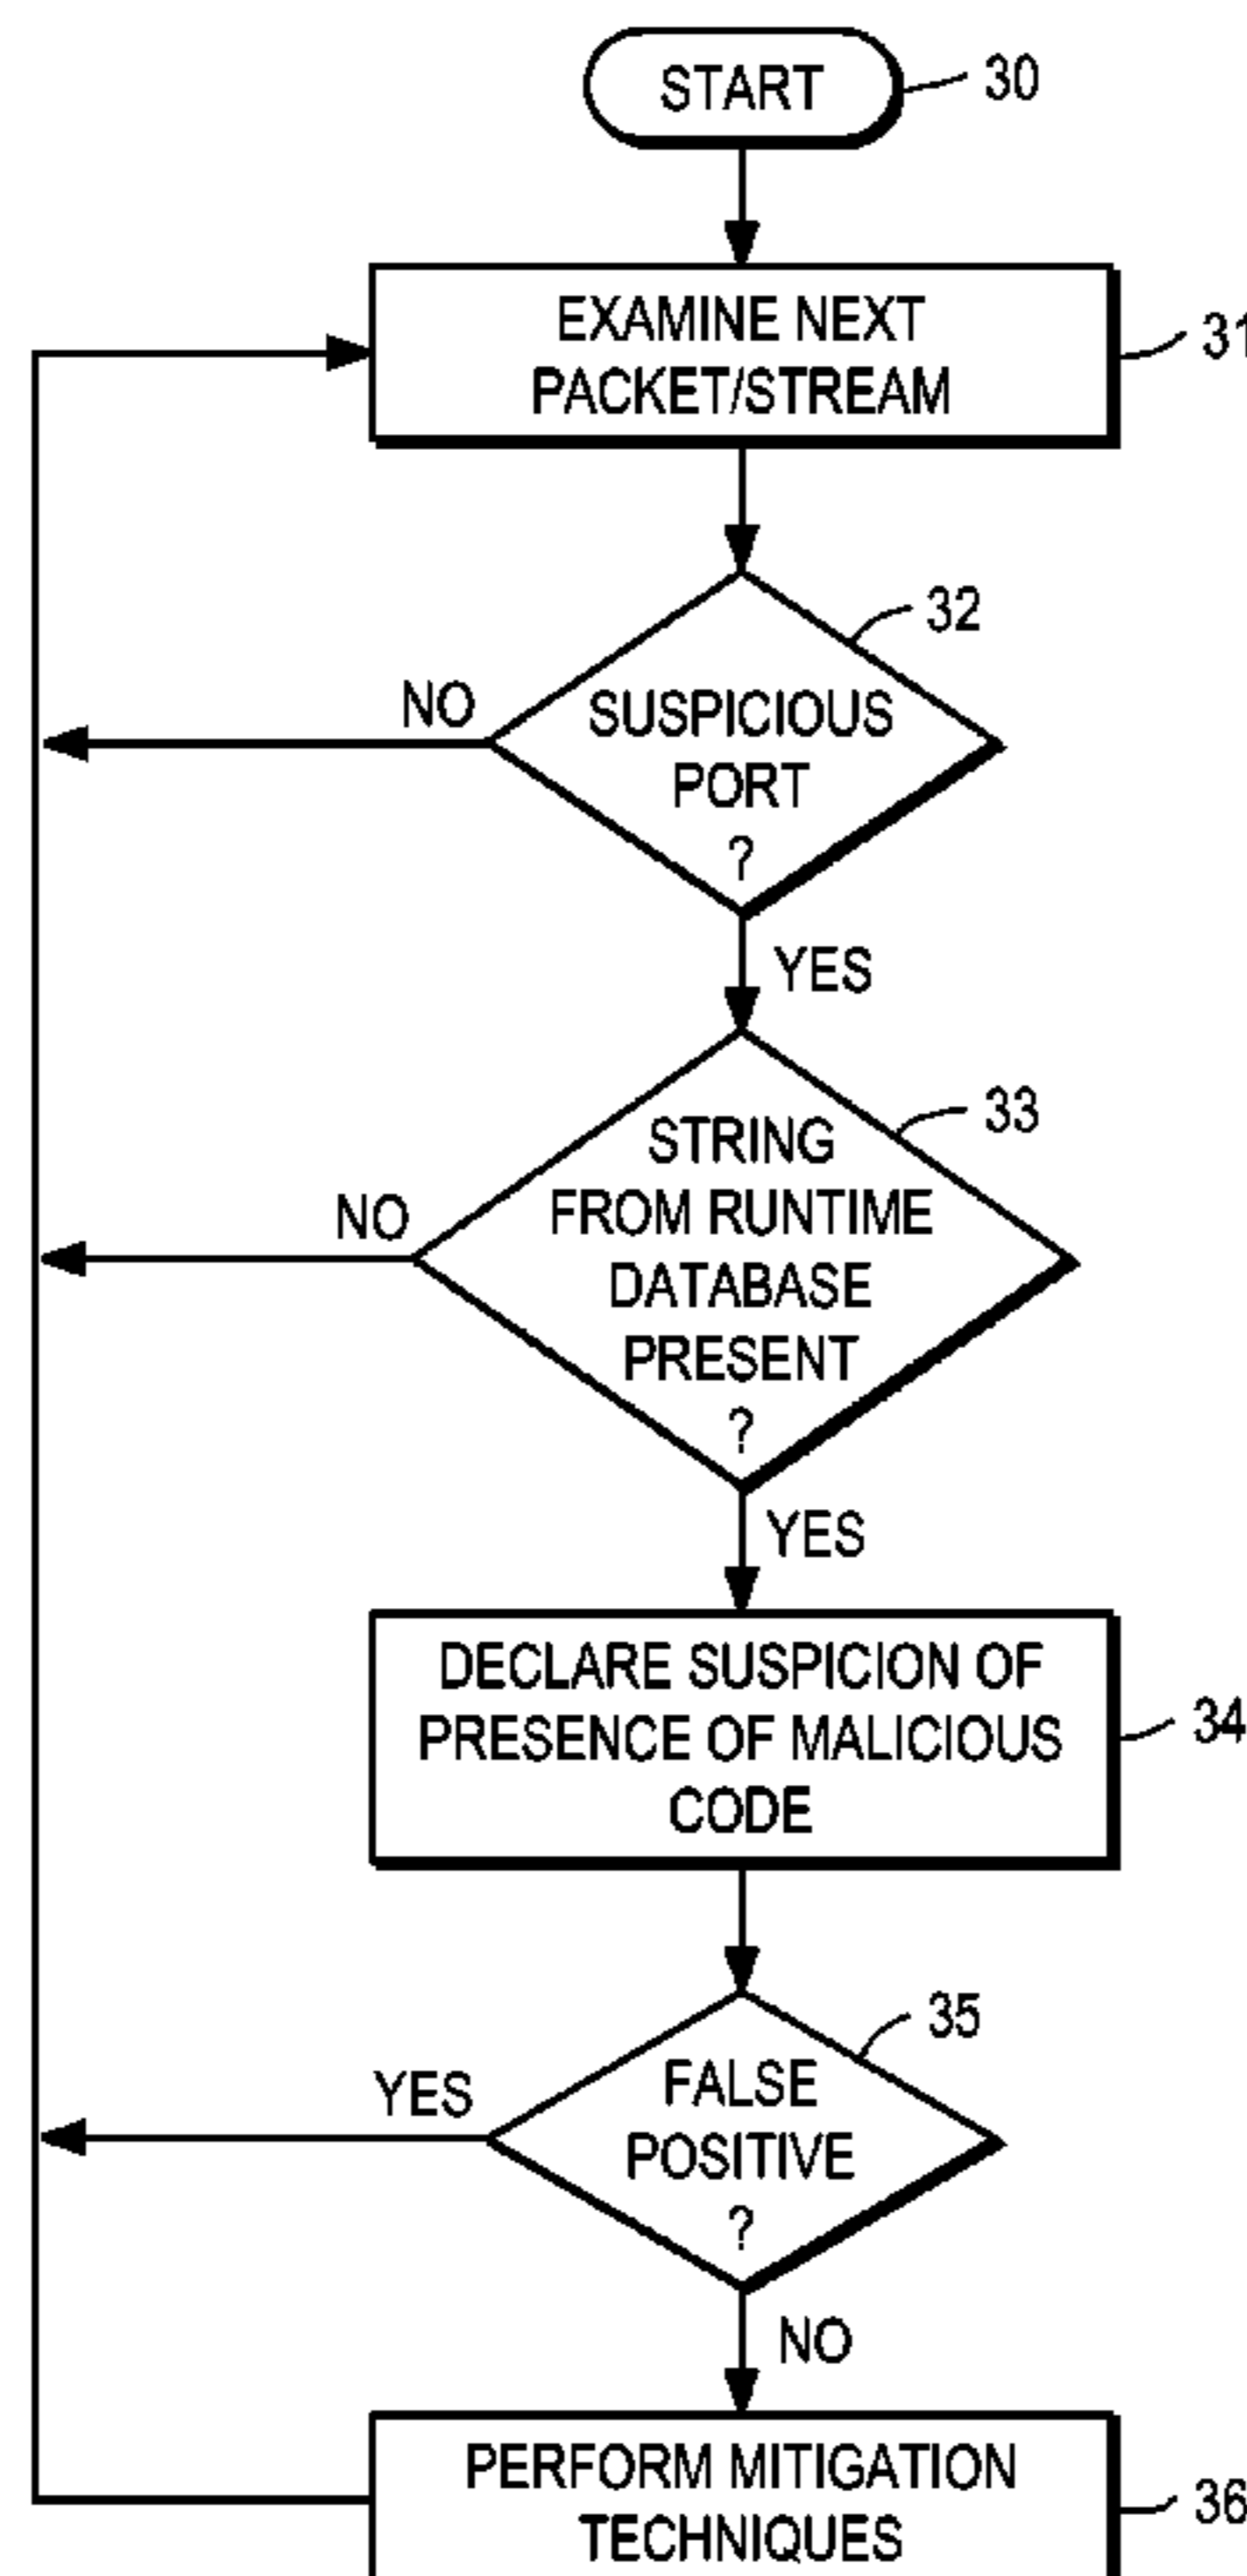 START
30
EXAMINE NEXT
PACKET/STREAM
31
32
SUSPICIOUS
PORT
?
NO
YES
33
STRING
FROM RUNTIME
DATABASE
PRESENT
?
NO
YES
DECLARE SUSPICION OF
PRESENCE OF MALICIOUS
CODE
34
35
FALSE
POSITIVE
?
YES
NO
PERFORM MITIGATION
TECHNIQUES
36